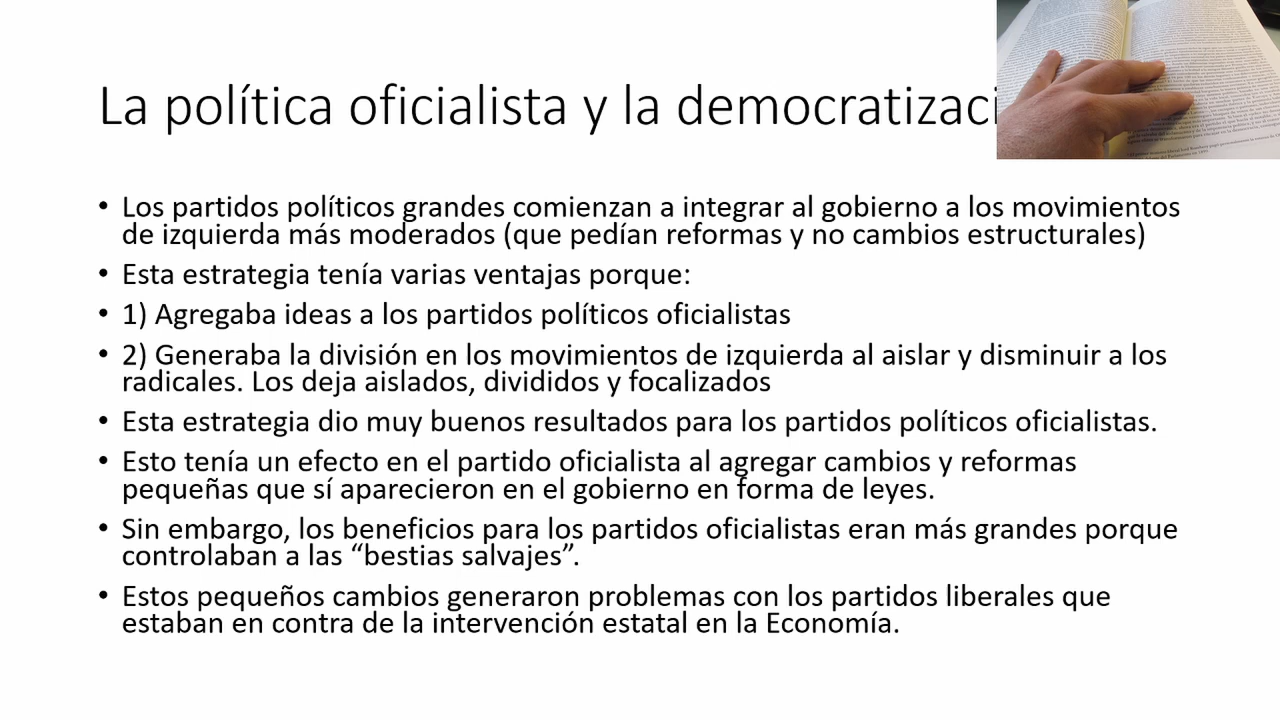 La política oficialista y la
• Los partidos políticos grandes comienzan a integrar al gobierno a los movimientos
de izquierda más moderados (que pedían reformas y no cambios estructurales)
• Esta estrategia tenía varias ventajas porque:
• 1) Agregaba ideas a los partidos políticos oficialistas
• 2) Generaba la división en los movimientos de izquierda al aislar y disminuir a los
radicales. Los deja aislados, divididos y focalizados
• Esta estrategia dio muy buenos resultados para los partidos políticos oficialistas.
• Esto tenía un efecto en el partido oficialista al agregar cambios y reformas
pequeñas que sí aparecieron en el gobierno en forma de leyes.
• Sin embargo, los beneficios para los partidos oficialistas eran más grandes porque
controlaban a las “bestias salvajes”.
• Estos pequeños cambios generaron problemas con los partidos liberales que
estaban en contra de la intervención estatal en la Economía.